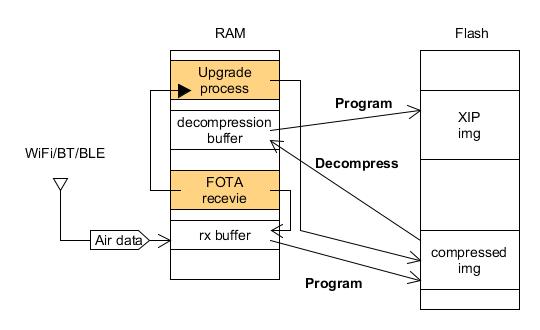 RAM
Flash
Upgrade
process
Program
XIP
img
decompression
buffer
WiFi/BT/BLE
Decompress
FOTA
recevie
Air data
rx buffer
compressed
img
Program